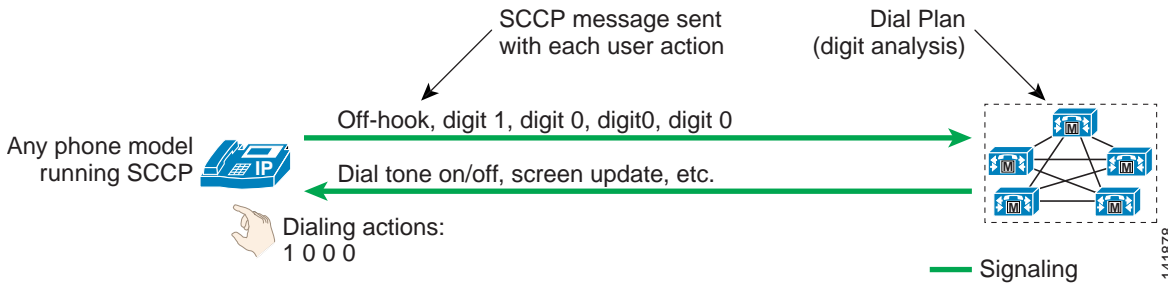 SCCP message sent
with each user action
Dial Plan
(digit analysis)
Off-hook, digit 1, digit 0, digit0, digit 0
Any phone model
running SCCP
IP
Dial tone on/off, screen update, etc.
Dialing actions:
1 0 0 0
M
M
M
M
M
Signaling
141878